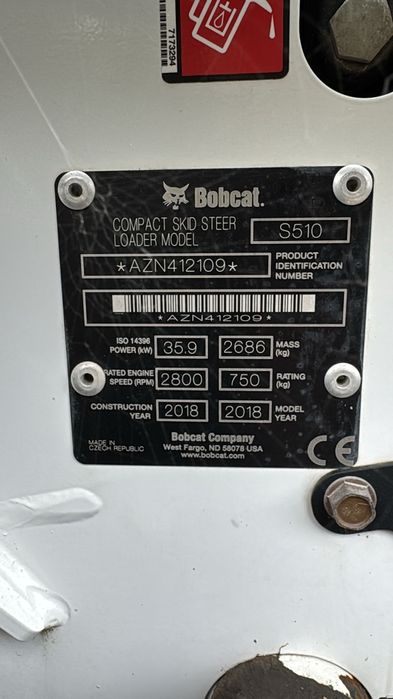 7173294
Bobcat.
COMPACT SKID STEER
LOADER MODEL
S510
*AZN412109*
PRODUCT
IDENTIFICATION
NUMBER
*AZN412109*
ISO 14396
POWER (kW)
35.9
2686
MASS
(kg)
RATED ENGINE
SPEED (RPM)
2800
750
RATING
(kg)
CONSTRUCTION
YEAR
2018
2018
MODEL
YEAR
MADE IN
CZECH REPUBLIC
Bobcat Company
West Fargo, ND 58078 USA
www.bobcat.com
CE